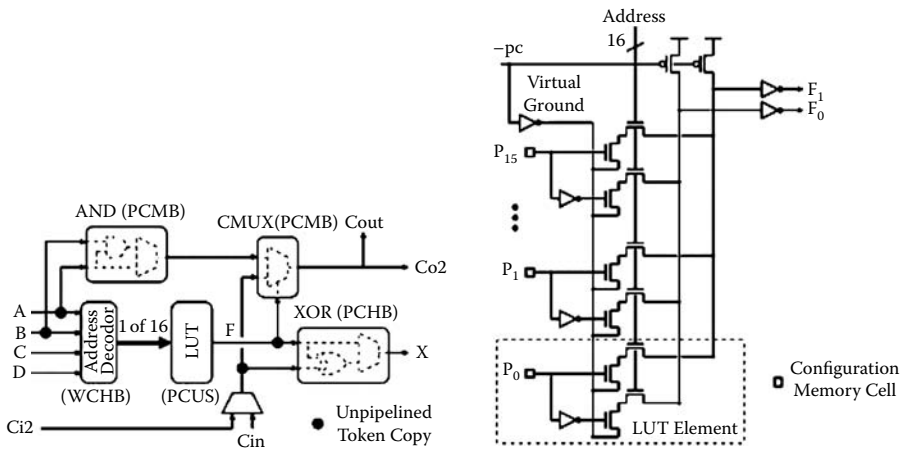 AND (PCMB)
CMUX(PCMB)
Cout
Co2
A
B
C
D
Address
Decodor
1 of 16
LUT
F
XOR (PCHB)
X
(WCHB)
(PCUS)
Ci2
Cin
Unpipelined
Token Copy
Address
16
–pc
Virtual
Ground
F1
F0
P15
P1
P0
LUT Element
Configuration
Memory Cell